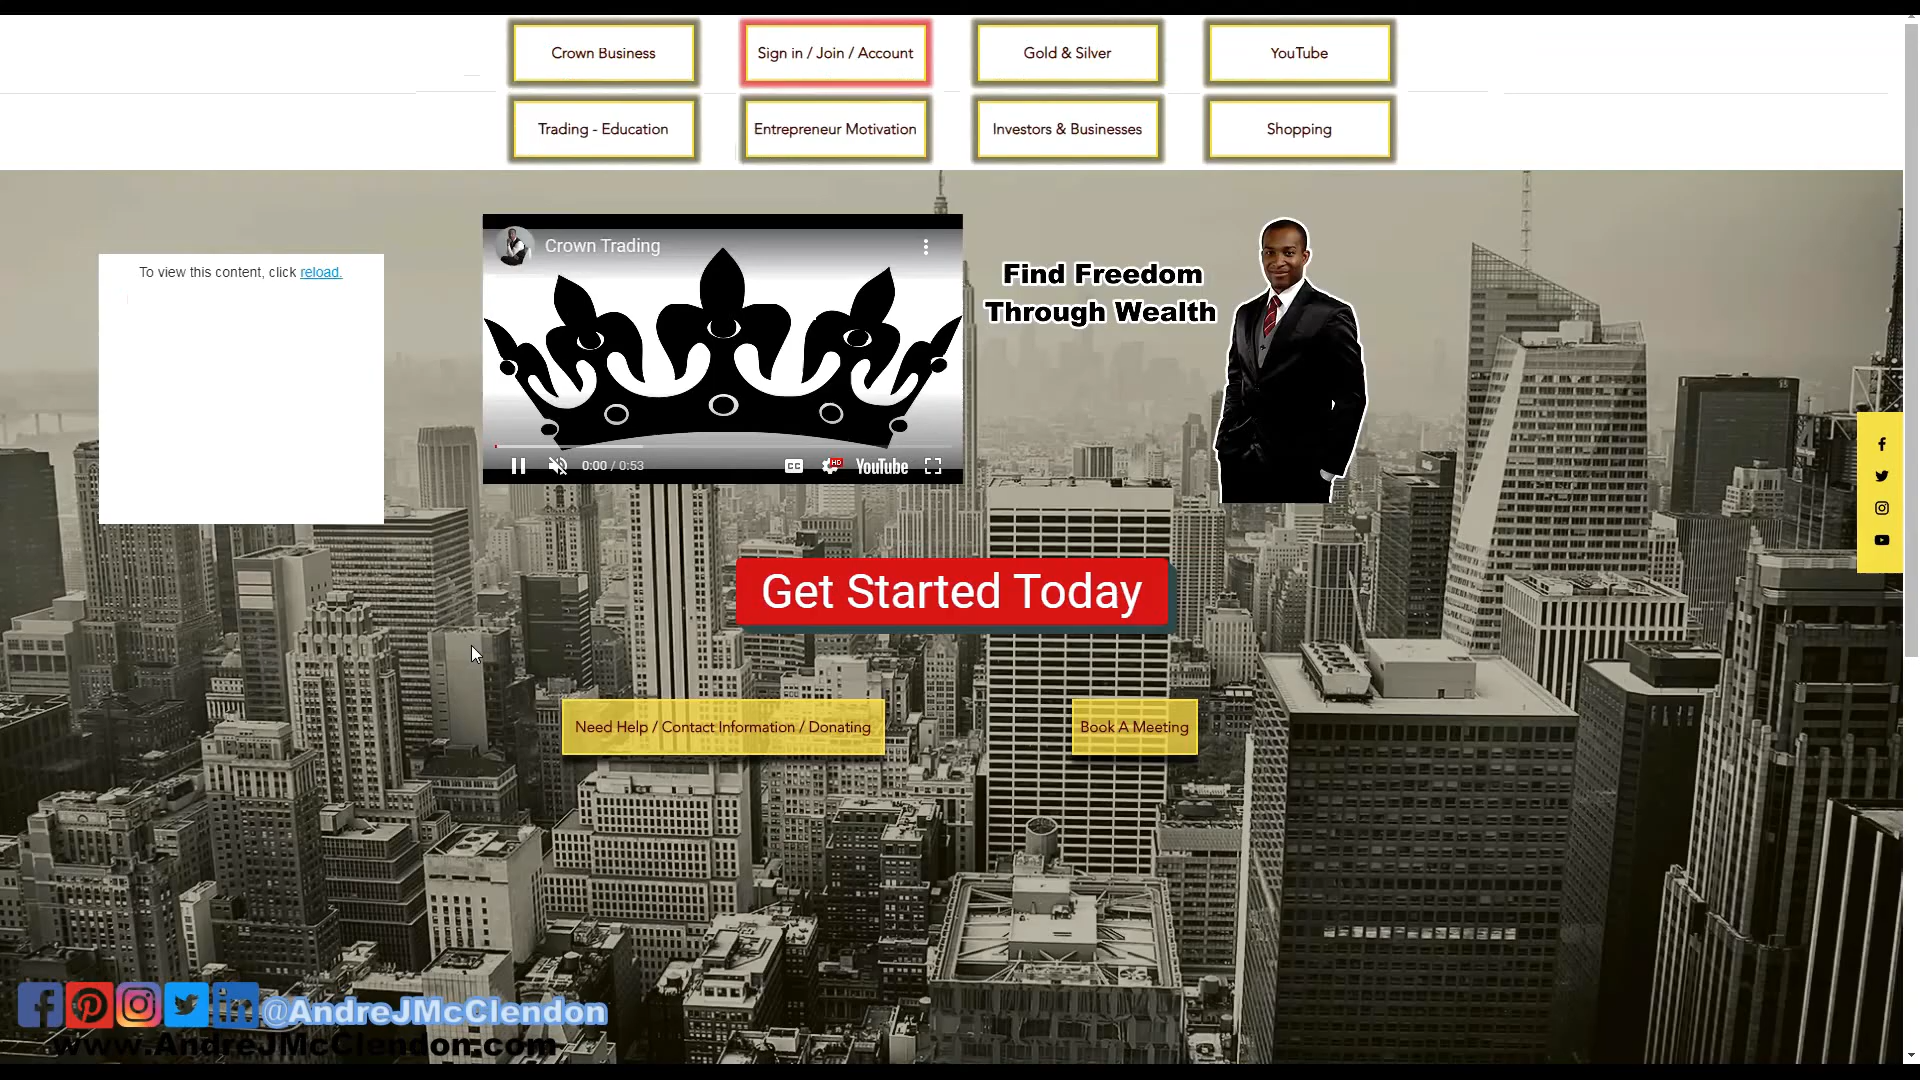 Crown Business
Sign in / Join / Account
Gold & Silver
YouTube
Trading - Education
Entrepreneur Motivation
Investors & Businesses
Shopping
To view this content, click reload.
Crown Trading
Find Freedom
Through Wealth
0:00 / 0:53
CC
HD
YouTube
Get Started Today
Need Help / Contact Information / Donating
Book A Meeting
@AndreJMcClendon
www.AndreJMcClendon.com